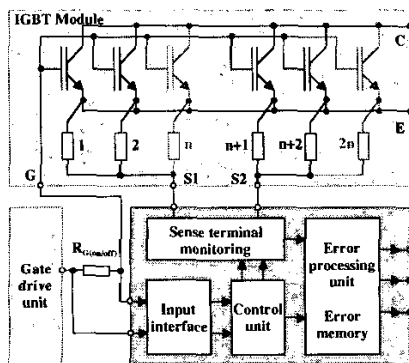 IGBT Module
C
E
1
2
n
n+1
n+2
2n
G
S1
S2
Gate
drive
unit
RG(on/off)
Sense terminal
monitoring
Input
interface
Control
unit
Error
processing
unit
Error
memory